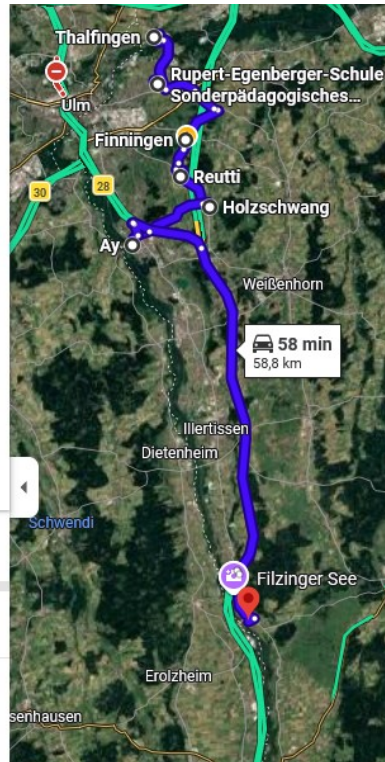 Thalfingen
Rupert-Egenberger-Schule
Sonderpädagogisches…
Ulm
Finningen
Reutti
30
28
Holzschwang
Ay
Weißenhorn
58 min
58,8 km
Illertissen
Dietenheim
Schwendi
Filzinger See
Erolzheim
senhausen